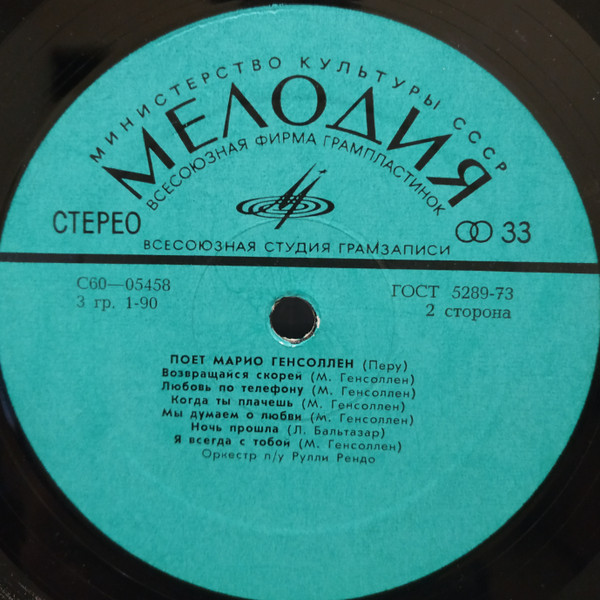 МИНИСТЕРСТВО КУЛЬТУРЫ СССР
МЕЛОДИЯ
ВСЕСОЮЗНАЯ ФИРМА ГРАМПЛАСТИНОК
СТЕРЕО
33
ВСЕСОЮЗНАЯ СТУДИЯ ГРАМЗАПИСИ
С60—05458
ГОСТ 5289-73
3 гр. 1-90
2 сторона
ПОЕТ МАРИО ГЕНСОЛЛЕН (Перу)
Возвращайся скорей (М. Генсоллен)
Любовь по телефону (М. Генсоллен)
Когда ты плачешь (М. Генсоллен)
Мы думаем о любви (М. Генсоллен)
Ночь прошла (Л. Бальтазар)
Я всегда с тобой (М. Генсоллен)
Оркестр п/у Рулли Рендо